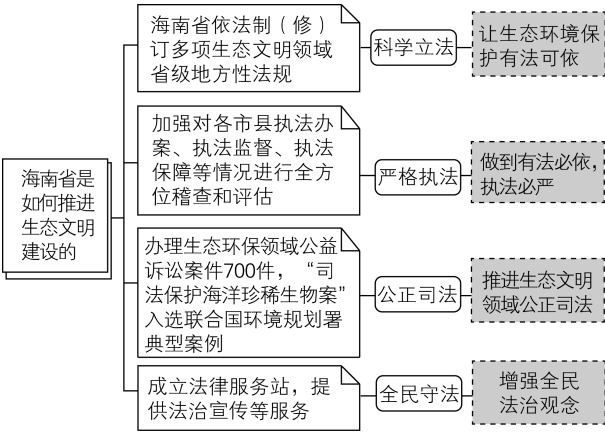 海南省是
如何推进
生态文明
建设的
海南省依法制（修）
订多项生态文明领域
省级地方性法规
科学立法
让生态环境保
护有法可依
加强对各市县执法办
案、执法监督、执法
保障等情况进行全方
位稽查和评估
严格执法
做到有法必依，
执法必严
办理生态环保领域公益
诉讼案件700件，“司
法保护海洋珍稀生物案”
入选联合国环境规划署
典型案例
公正司法
推进生态文明
领域公正司法
成立法律服务站，提
供法治宣传等服务
全民守法
增强全民
法治观念